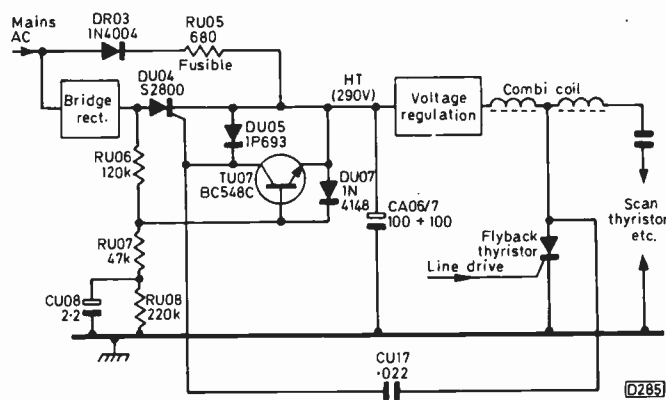 Mains
AC
DR03
1N4004
RU05
680
Fusible
Bridge
rect.
DU04
S2800
HT
(290V)
Voltage
regulation
Combi coil
DU05
1P693
RU06
120k
TU07
BC548C
DU07
1N
4148
CA06/7
100 + 100
Scan
thyristor
etc.
Flyback
thyristor
Line drive
RU07
47k
CU08
2·2
RU08
220k
CU17
·022
D285